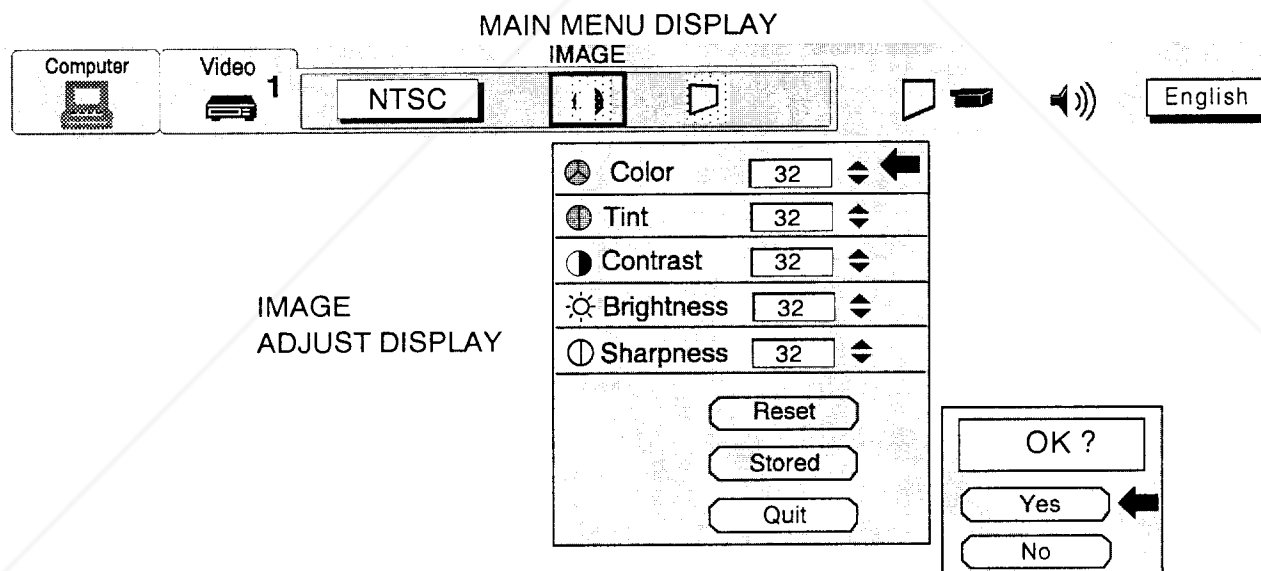 MAIN MENU DISPLAY
IMAGE
Computer
Video
1
NTSC
English
Color 32
Tint 32
Contrast 32
IMAGE
ADJUST DISPLAY
Brightness 32
Sharpness 32
Reset
Stored
Quit
OK ?
Yes
No